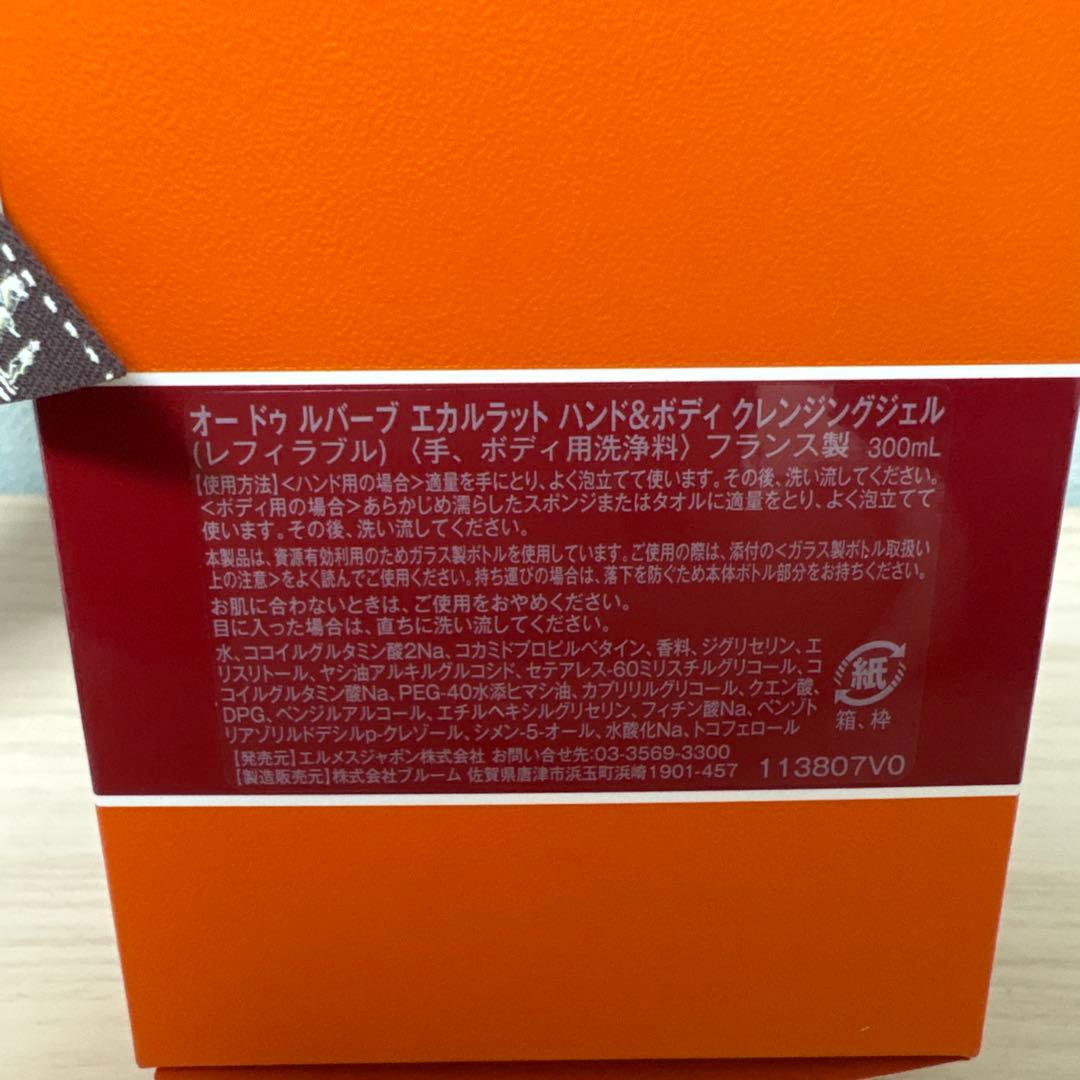 オー ドゥ ルバーブ エカルラット ハンド&ボディ クレンジングジェル
(レフィラブル)〈手、ボディ用洗浄料〉フランス製 300mL
【使用方法】<ハンド用の場合>適量を手にとり、よく泡立てて使います。その後、洗い流してください。
<ボディ用の場合>あらかじめ濡らしたスポンジまたはタオルに適量をとり、よく泡立てて
使います。その後、洗い流してください。
本製品は、資源有効利用のためガラス製ボトルを使用しています。ご使用の際は、添付の<ガラス製ボトル取扱い
上の注意>をよく読んでご使用ください。持ち運びの場合は、落下を防ぐため本体ボトル部分をお持ちください。
お肌に合わないときは、ご使用をおやめください。
目に入った場合は、直ちに洗い流してください。
水、ココイルグルタミン酸2Na、コカミドプロピルベタイン、香料、ジグリセリン、エ
リスリトール、ヤシ油アルキルグルコシド、セテアレス-60ミリスチルグリコール、コ
コイルグルタミン酸Na、PEG-40水添ヒマシ油、カプリリルグリコール、クエン酸、
DPG、ベンジルアルコール、エチルヘキシルグリセリン、フィチン酸Na、ベンゾト
リアゾリルドデシルp-クレゾール、シメン-5-オール、水酸化Na、トコフェロール
紙
箱、枠
【発売元】エルメスジャポン株式会社 お問い合せ先:03-3569-3300
【製造販売元】株式会社ブルーム 佐賀県唐津市浜玉町浜崎1901-457 113807V0